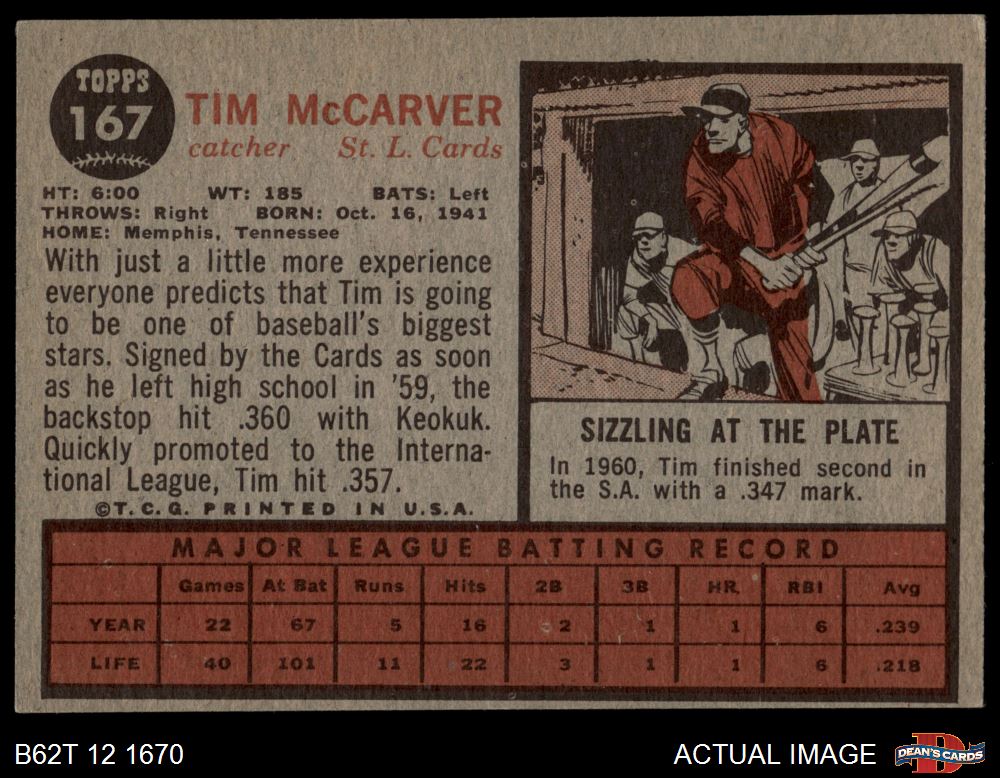 TOPPS
167
TIM McCARVER
catcher St. L. Cards
HT: 6:00 WT: 185 BATS: Left
THROWS: Right BORN: Oct. 16, 1941
HOME: Memphis, Tennessee
With just a little more experience
everyone predicts that Tim is going
to be one of baseball's biggest
stars. Signed by the Cards as soon
as he left high school in '59, the
backstop hit .360 with Keokuk.
Quickly promoted to the Interna-
tional League, Tim hit .357.
©T.C.G. PRINTED IN U.S.A.
SIZZLING AT THE PLATE
In 1960, Tim finished second in
the S.A. with a .347 mark.
MAJOR LEAGUE BATTING RECORD
Games At Bat Runs Hits 2B 3B HR. RBI Avg
YEAR 22 67 5 16 2 1 1 6 .239
LIFE 40 101 11 22 3 1 1 6 .218
B62T 12 1670 ACTUAL IMAGE DEAN'S CARDS